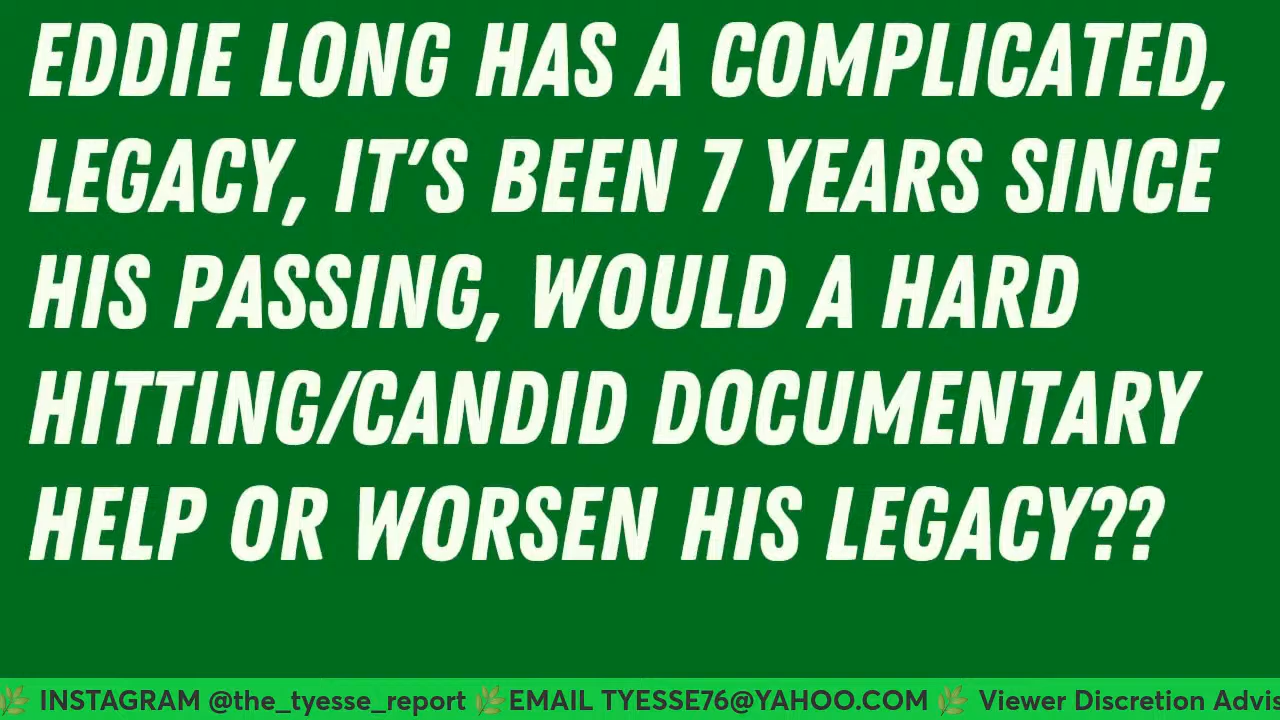 EDDIE LONG HAS A COMPLICATED,
LEGACY, IT'S BEEN 7 YEARS SINCE
HIS PASSING, WOULD A HARD
HITTING/CANDID DOCUMENTARY
HELP OR WORSEN HIS LEGACY??
🌿 INSTAGRAM @the_tyesse_report 🌿 EMAIL TYESSE76@YAHOO.COM 🌿 Viewer Discretion Advis